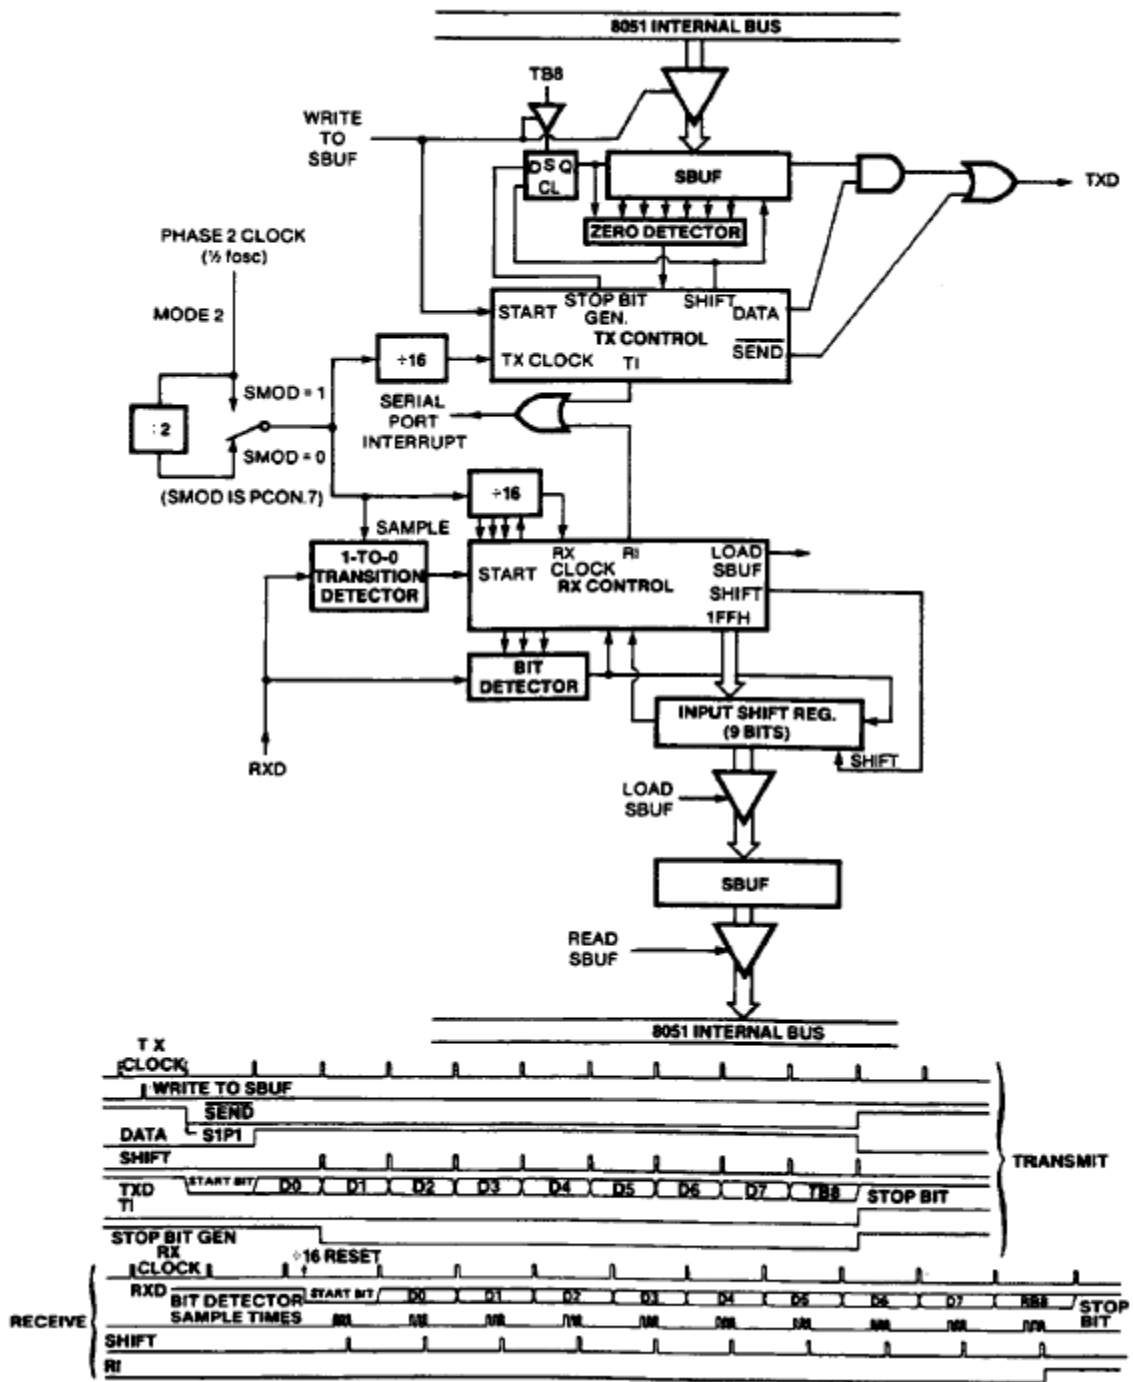 8051 INTERNAL BUS
TB8
WRITE
TO
SBUF
D S Q
CL
SBUF
TXD
ZERO DETECTOR
PHASE 2 CLOCK
(½ fosc)
MODE 2
START
STOP BIT
GEN.
SHIFT
DATA
TX CONTROL
SEND
÷16
TX CLOCK
TI
SMOD = 1
SERIAL
PORT
INTERRUPT
÷2
SMOD = 0
(SMOD IS PCON.7)
÷16
SAMPLE
1-TO-0
TRANSITION
DETECTOR
START
RX
CLOCK
RI
LOAD
SBUF
RX CONTROL
SHIFT
1FFH
BIT
DETECTOR
INPUT SHIFT REG.
(9 BITS)
RXD
SHIFT
LOAD
SBUF
SBUF
READ
SBUF
8051 INTERNAL BUS
TX
CLOCK
WRITE TO SBUF
SEND
DATA S1P1
SHIFT
TRANSMIT
TXD START BIT D0 D1 D2 D3 D4 D5 D6 D7 TB8 STOP BIT
TI
STOP BIT GEN
RX
CLOCK
÷16 RESET
RXD START BIT D0 D1 D2 D3 D4 D5 D6 D7 RB8 STOP
BIT
BIT DETECTOR
SAMPLE TIMES
RECEIVE
SHIFT
RI